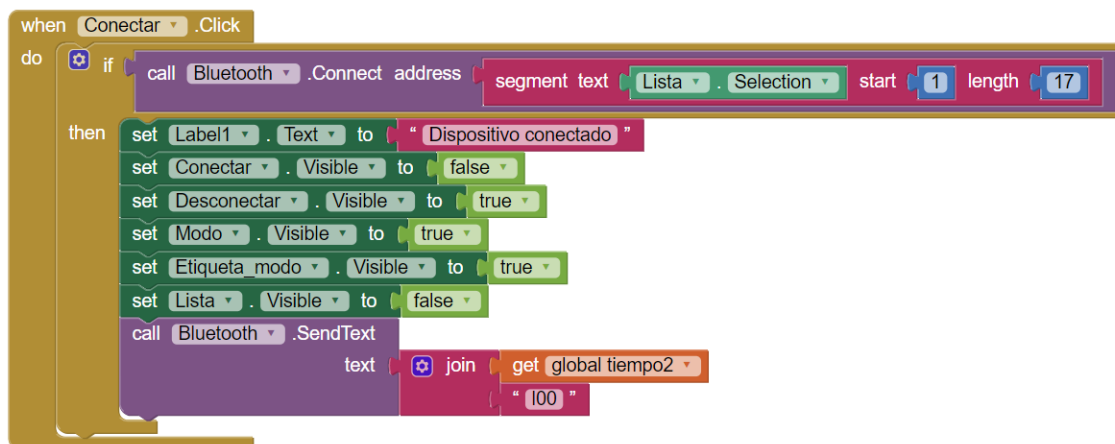 when Conectar .Click
do if call Bluetooth .Connect address segment text Lista . Selection start 1 length 17
then set Label1 . Text to " Dispositivo conectado "
set Conectar . Visible to false
set Desconectar . Visible to true
set Modo . Visible to true
set Etiqueta_modo . Visible to true
set Lista . Visible to false
call Bluetooth .SendText
text join get global tiempo2
" I00 "